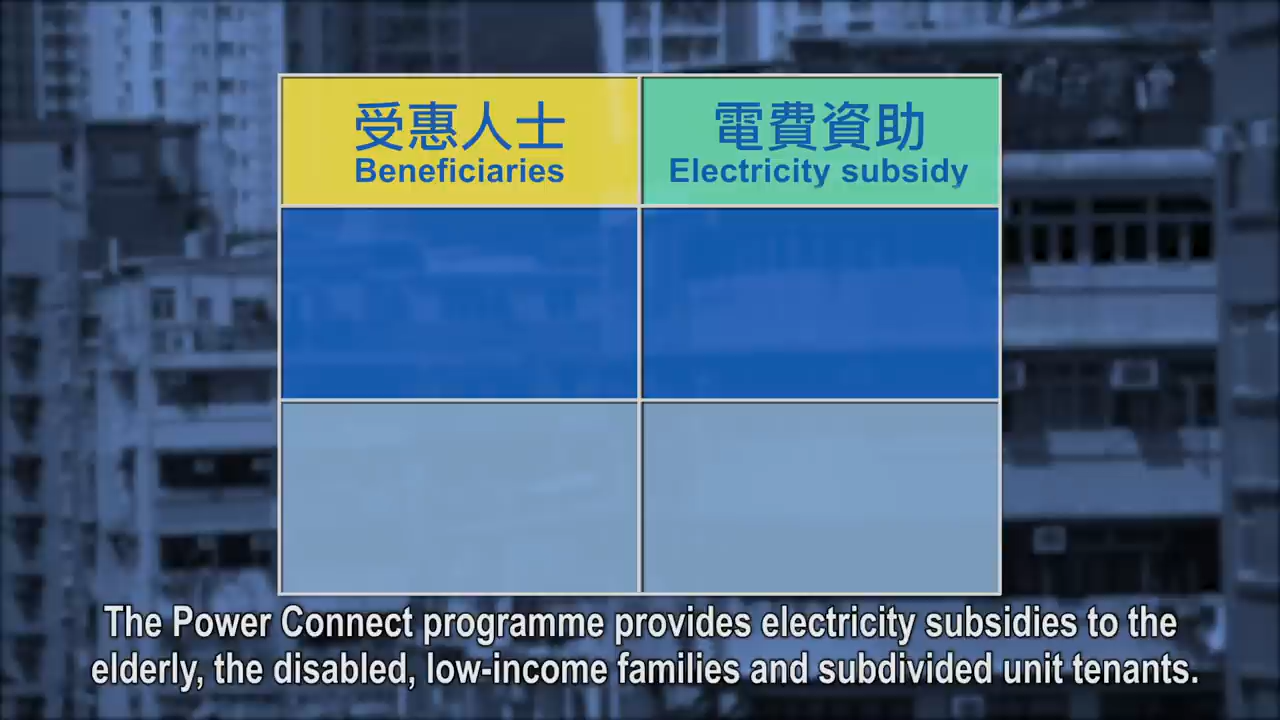 受惠人士
Beneficiaries
電費資助
Electricity subsidy
The Power Connect programme provides electricity subsidies to the
elderly, the disabled, low-income families and subdivided unit tenants.